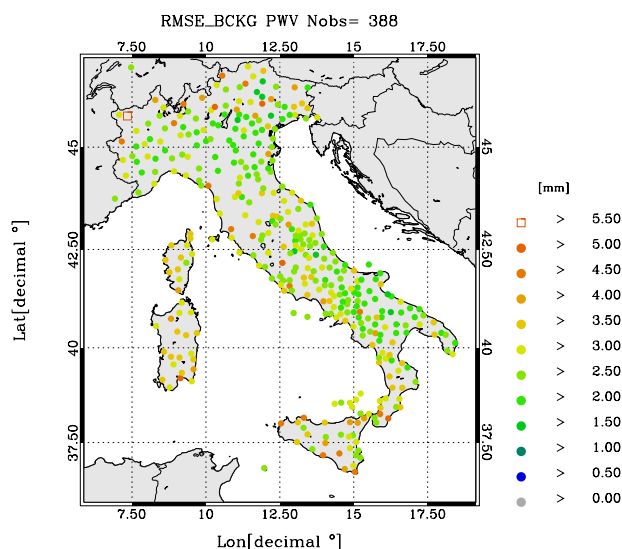 RMSE_BCKG PWV Nobs= 388
7.50 10 12.50 15 17.50
45 45
42.50 42.50
40 40
37.50 37.50
7.50 10 12.50 15 17.50
Lat[decimal °]
Lon[decimal °]
[mm]
> 5.50
> 5.00
> 4.50
> 4.00
> 3.50
> 3.00
> 2.50
> 2.00
> 1.50
> 1.00
> 0.50
> 0.00